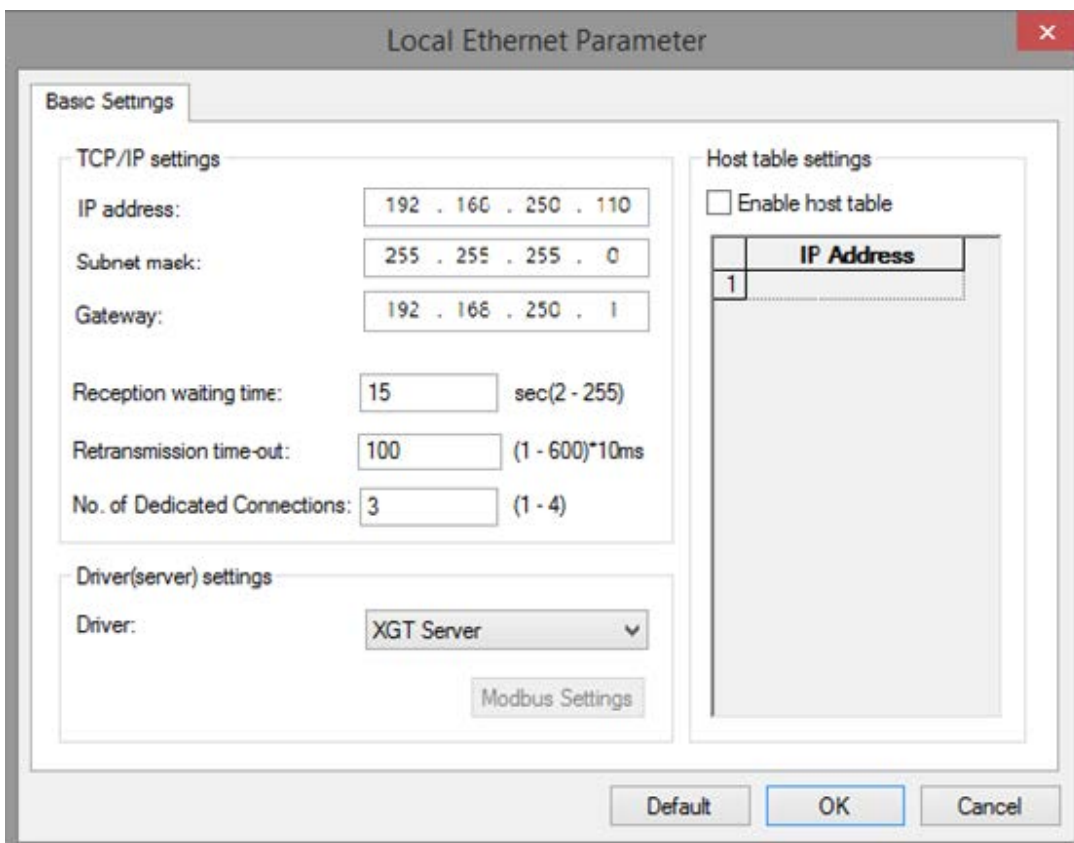 Local Ethernet Parameter
Basic Settings
TCP/IP settings
IP address: 192 . 168 . 250 . 110
Subnet mask: 255 . 255 . 255 . 0
Gateway: 192 . 168 . 250 . 1
Reception waiting time: 15 sec(2 - 255)
Retransmission time-out: 100 (1 - 600)*10ms
No. of Dedicated Connections: 3 (1 - 4)
Driver(server) settings
Driver: XGT Server
Modbus Settings
Host table settings
Enable host table
IP Address
1
Default OK Cancel